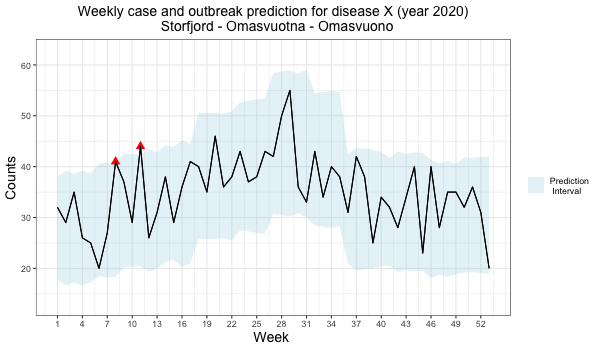 Weekly case and outbreak prediction for disease X (year 2020)
Storfjord - Omasvuotna - Omasvuono
60
50
40
30
20
Counts
1 4 7 10 13 16 19 22 25 28 31 34 37 40 43 46 49 52
Week
Prediction
Interval